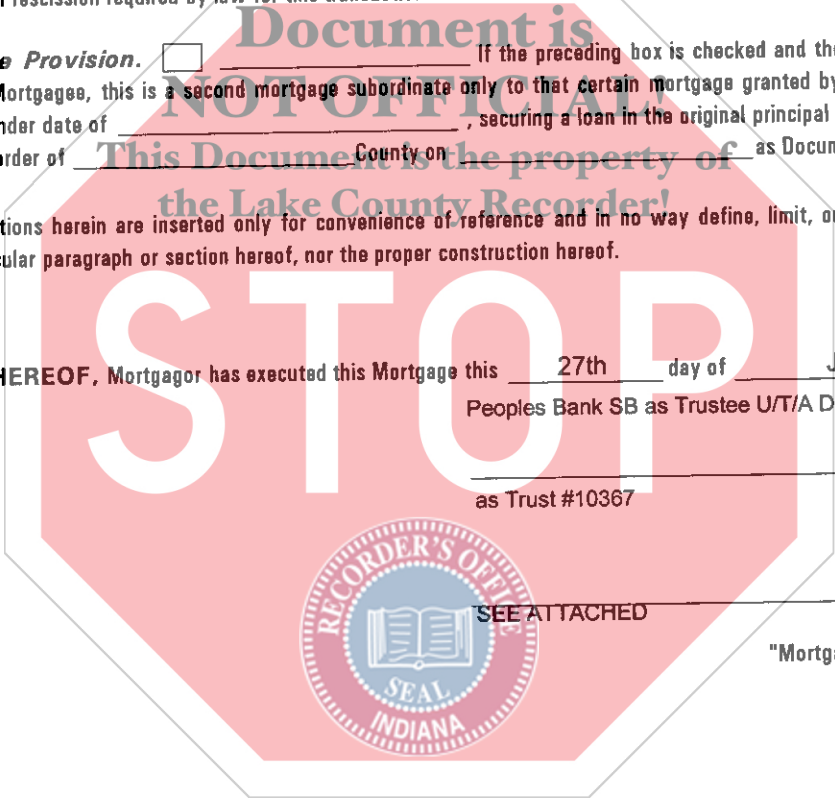 rescission required by law for this
Document is
e Provision. If the preceding box is checked and the
Mortgagee, this is a second mortgage subordinate only to that certain mortgage granted by
NOT OFFICIAL!
nder date of , securing a loan in the original principal
order of County on as Docum
This Document is the property of
the Lake County Recorder!
tions herein are inserted only for convenience of reference and in no way define, limit, or
cular paragraph or section hereof, nor the proper construction hereof.
STOP
HEREOF, Mortgagor has executed this Mortgage this 27th day of J
Peoples Bank SB as Trustee U/T/A D
as Trust #10367
RECORDER'S OFFICE
SEE ATTACHED
"Mortga
SEAL
INDIANA